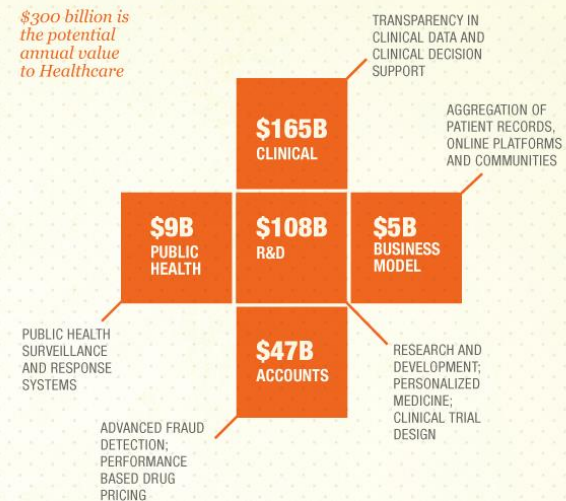 $300 billion is
the potential
annual value
to Healthcare
TRANSPARENCY IN
CLINICAL DATA AND
CLINICAL DECISION
SUPPORT
$165B
CLINICAL
AGGREGATION OF
PATIENT RECORDS,
ONLINE PLATFORMS
AND COMMUNITIES
$9B
PUBLIC
HEALTH
$108B
R&D
$5B
BUSINESS
MODEL
PUBLIC HEALTH
SURVEILLANCE
AND RESPONSE
SYSTEMS
$47B
ACCOUNTS
RESEARCH AND
DEVELOPMENT;
PERSONALIZED
MEDICINE;
CLINICAL TRIAL
DESIGN
ADVANCED FRAUD
DETECTION;
PERFORMANCE
BASED DRUG
PRICING